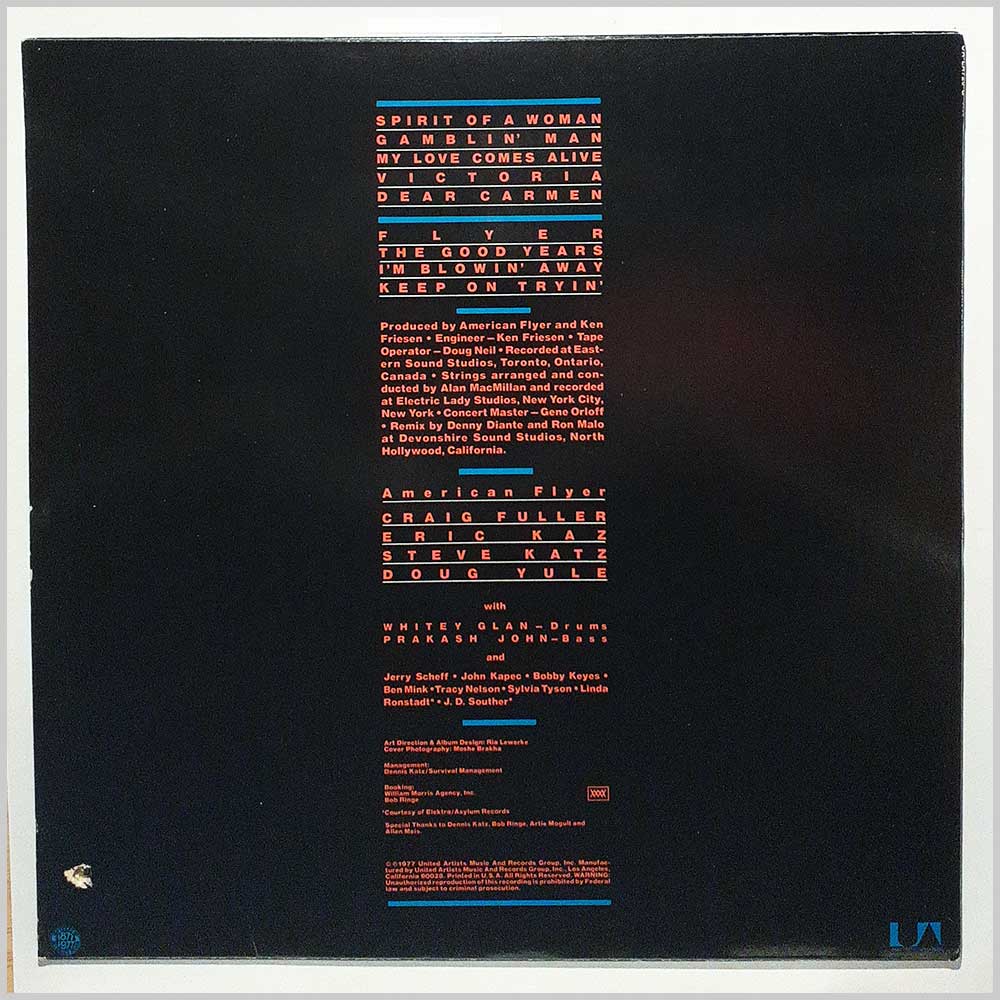 SPIRIT OF A WOMAN
GAMBLIN' MAN
MY LOVE COMES ALIVE
VICTORIA
DEAR CARMEN
FLYER
THE GOOD YEARS
I'M BLOWIN' AWAY
KEEP ON TRYIN'
Produced by American Flyer and Ken
Friesen • Engineer — Ken Friesen • Tape
Operator — Doug Neil • Recorded at East-
ern Sound Studios, Toronto, Ontario,
Canada • Strings arranged and con-
ducted by Alan MacMillan and recorded
at Electric Lady Studios, New York City,
New York • Concert Master — Gene Orloff
• Remix by Denny Diante and Ron Malo
at Devonshire Sound Studios, North
Hollywood, California.
American Flyer
CRAIG FULLER
ERIC KAZ
STEVE KATZ
DOUG YULE
with
WHITEY GLAN – Drums
PRAKASH JOHN – Bass
and
Jerry Scheff • John Kapec • Bobby Keyes •
Ben Mink • Tracy Nelson • Sylvia Tyson • Linda
Ronstadt* • J. D. Souther*
Art Direction & Album Design: Ria Lewerke
Cover Photography: Moshe Brakha
Management:
Dennis Katz/Survival Management
Booking:
William Morris Agency, Inc.
Bob Ringe
*Courtesy of Elektra/Asylum Records
Special Thanks to Dennis Katz, Bob Ringe, Artie Mogull and
Allen Mais.
©℗1977 United Artists Music And Records Group, Inc. Manufac-
tured by United Artists Music And Records Group, Inc., Los Angeles,
California 90028. Printed in U.S.A. All Rights Reserved. WARNING:
Unauthorized reproduction of this recording is prohibited by Federal
law and subject to criminal prosecution.
1977
UA